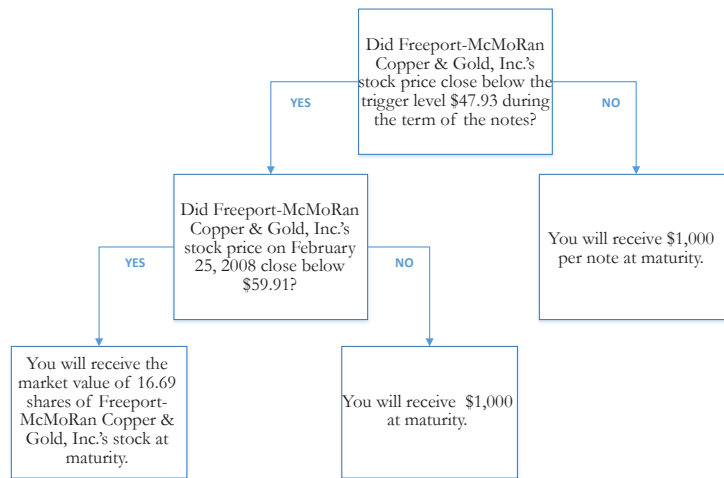 Did Freeport-McMoRan
Copper & Gold, Inc.'s
stock price close below the
trigger level $47.93 during
the term of the notes?
YES
NO
Did Freeport-McMoRan
Copper & Gold, Inc.'s
stock price on February
25, 2008 close below
$59.91?
You will receive $1,000
per note at maturity.
YES
NO
You will receive the
market value of 16.69
shares of Freeport-
McMoRan Copper &
Gold, Inc.'s stock at
maturity.
You will receive $1,000
at maturity.